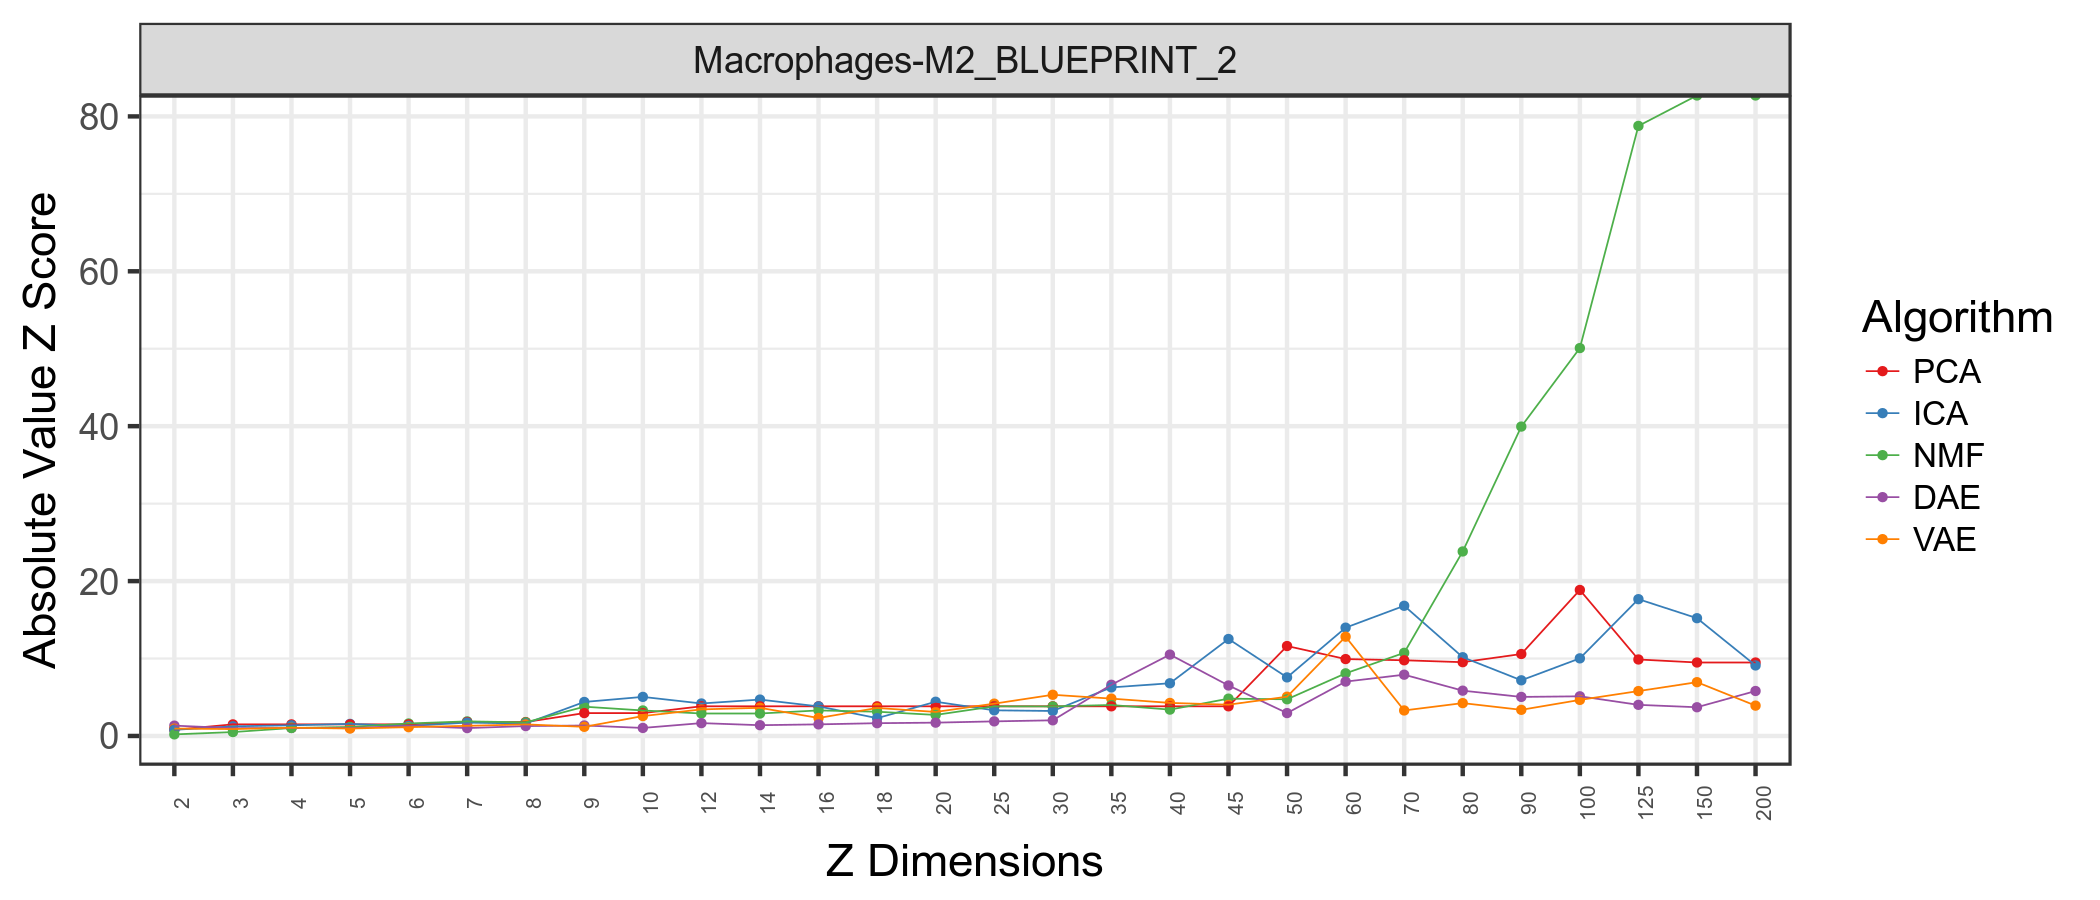 Macrophages-M2_BLUEPRINT_2
Absolute Value Z Score
80
60
40
20
0
2 3 4 5 6 7 8 9 10 12 14 16 18 20 25 30 35 40 45 50 60 70 80 90 100 125 150 200
Z Dimensions
Algorithm
PCA
ICA
NMF
DAE
VAE